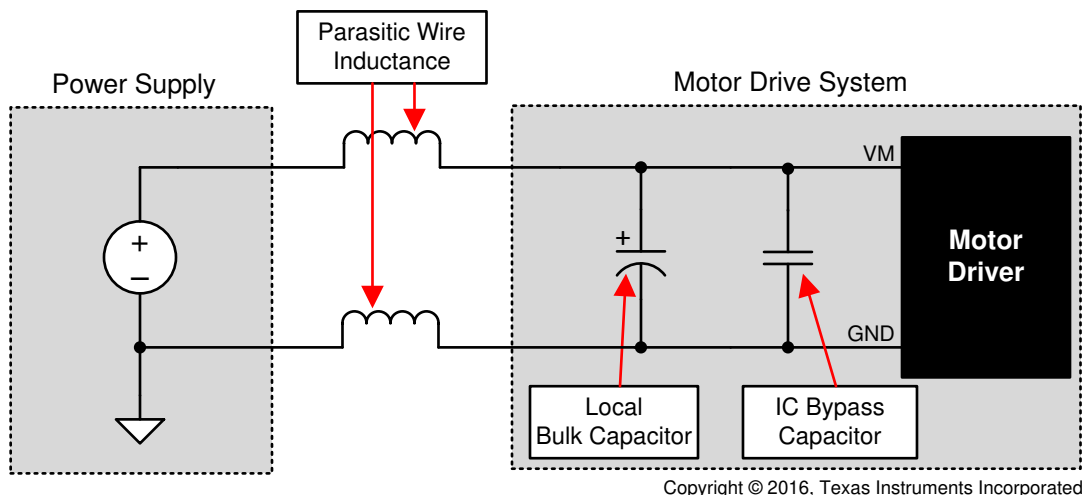 Parasitic Wire
Inductance
Power Supply
Motor Drive System
VM
+
–
+
Motor
Driver
GND
Local
Bulk Capacitor
IC Bypass
Capacitor
Copyright © 2016, Texas Instruments Incorporated